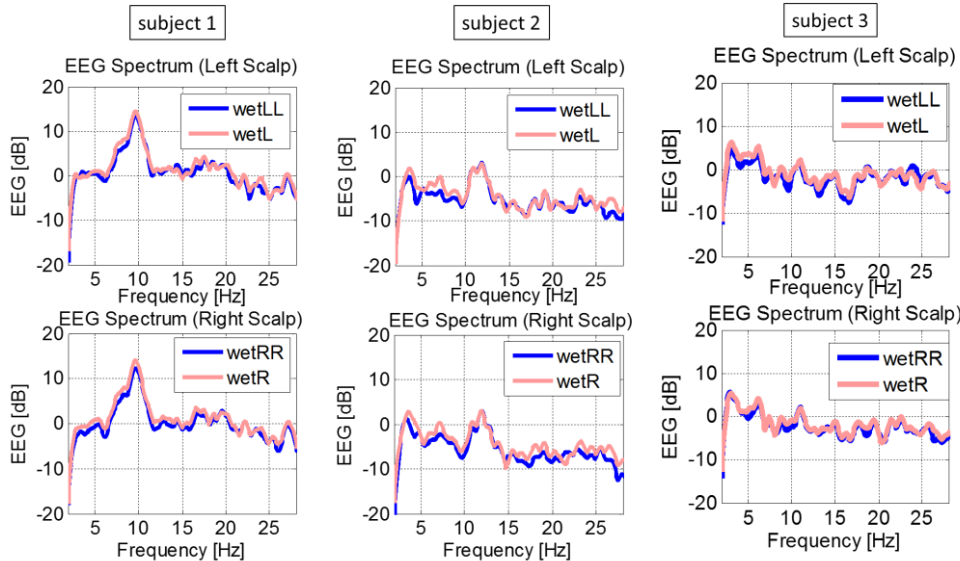 subject 1
subject 2
subject 3
EEG Spectrum (Left Scalp)
20
10
0
-10
-20
EEG [dB]
wetLL
wetL
5 10 15 20 25
Frequency [Hz]
EEG Spectrum (Left Scalp)
20
10
0
-10
-20
EEG [dB]
wetLL
wetL
5 10 15 20 25
Frequency [Hz]
EEG Spectrum (Left Scalp)
20
10
0
-10
-20
EEG [dB]
wetLL
wetL
5 10 15 20 25
Frequency [Hz]
EEG Spectrum (Right Scalp)
20
10
0
-10
-20
EEG [dB]
wetRR
wetR
5 10 15 20 25
Frequency [Hz]
EEG Spectrum (Right Scalp)
20
10
0
-10
-20
EEG [dB]
wetRR
wetR
5 10 15 20 25
Frequency [Hz]
EEG Spectrum (Right Scalp)
20
10
0
-10
-20
EEG [dB]
wetRR
wetR
5 10 15 20 25
Frequency [Hz]